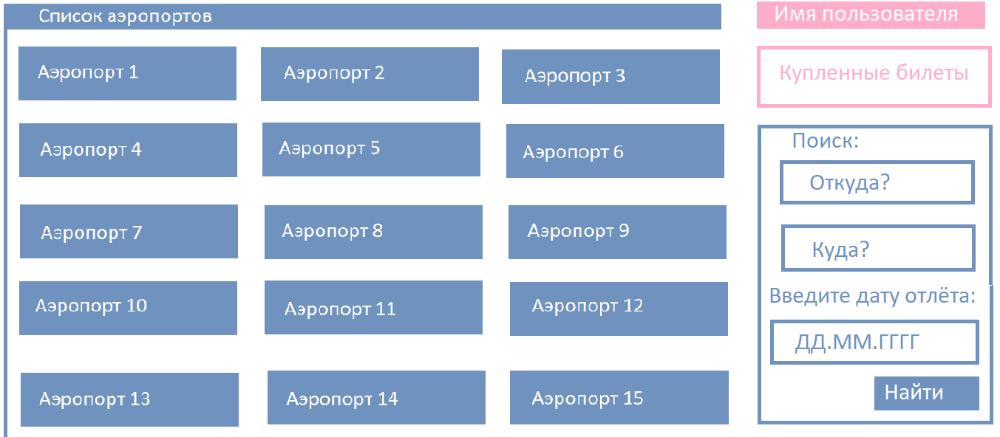 Список аэропортов
Имя пользователя
Аэропорт 1
Аэропорт 2
Аэропорт 3
Купленные билеты
Аэропорт 4
Аэропорт 5
Аэропорт 6
Поиск:
Откуда?
Аэропорт 7
Аэропорт 8
Аэропорт 9
Куда?
Аэропорт 10
Аэропорт 11
Аэропорт 12
Введите дату отлёта:
ДД.ММ.ГГГГ
Аэропорт 13
Аэропорт 14
Аэропорт 15
Найти